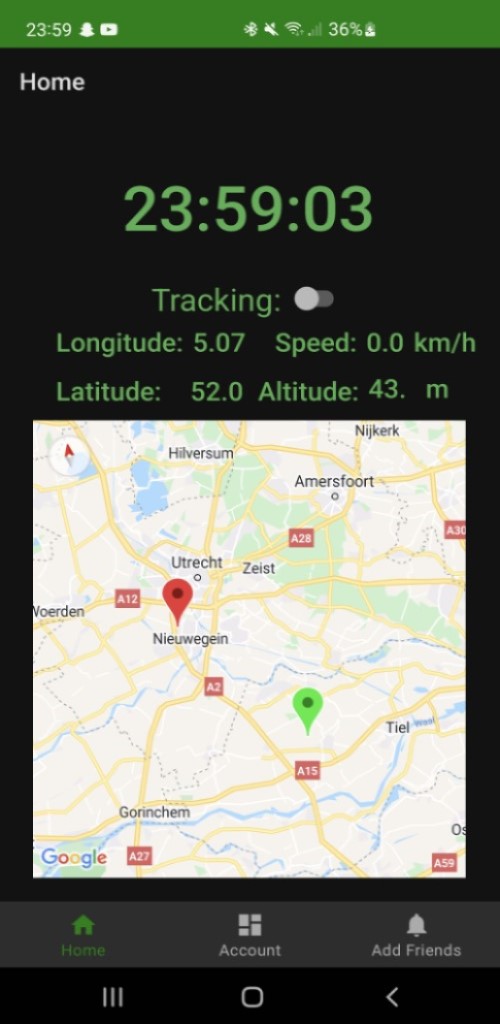 23:59 36%
Home
23:59:03
Tracking:
Longitude: 5.07 Speed: 0.0 km/h
Latitude: 52.0 Altitude: 43. m
Nijkerk
Hilversum
Amersfoort
A30
A28
Utrecht
Zeist
A12
Woerden
Nieuwegein
A2
Tiel
A15
Gorinchem
Os
Google A27
A59
Home Account Add Friends